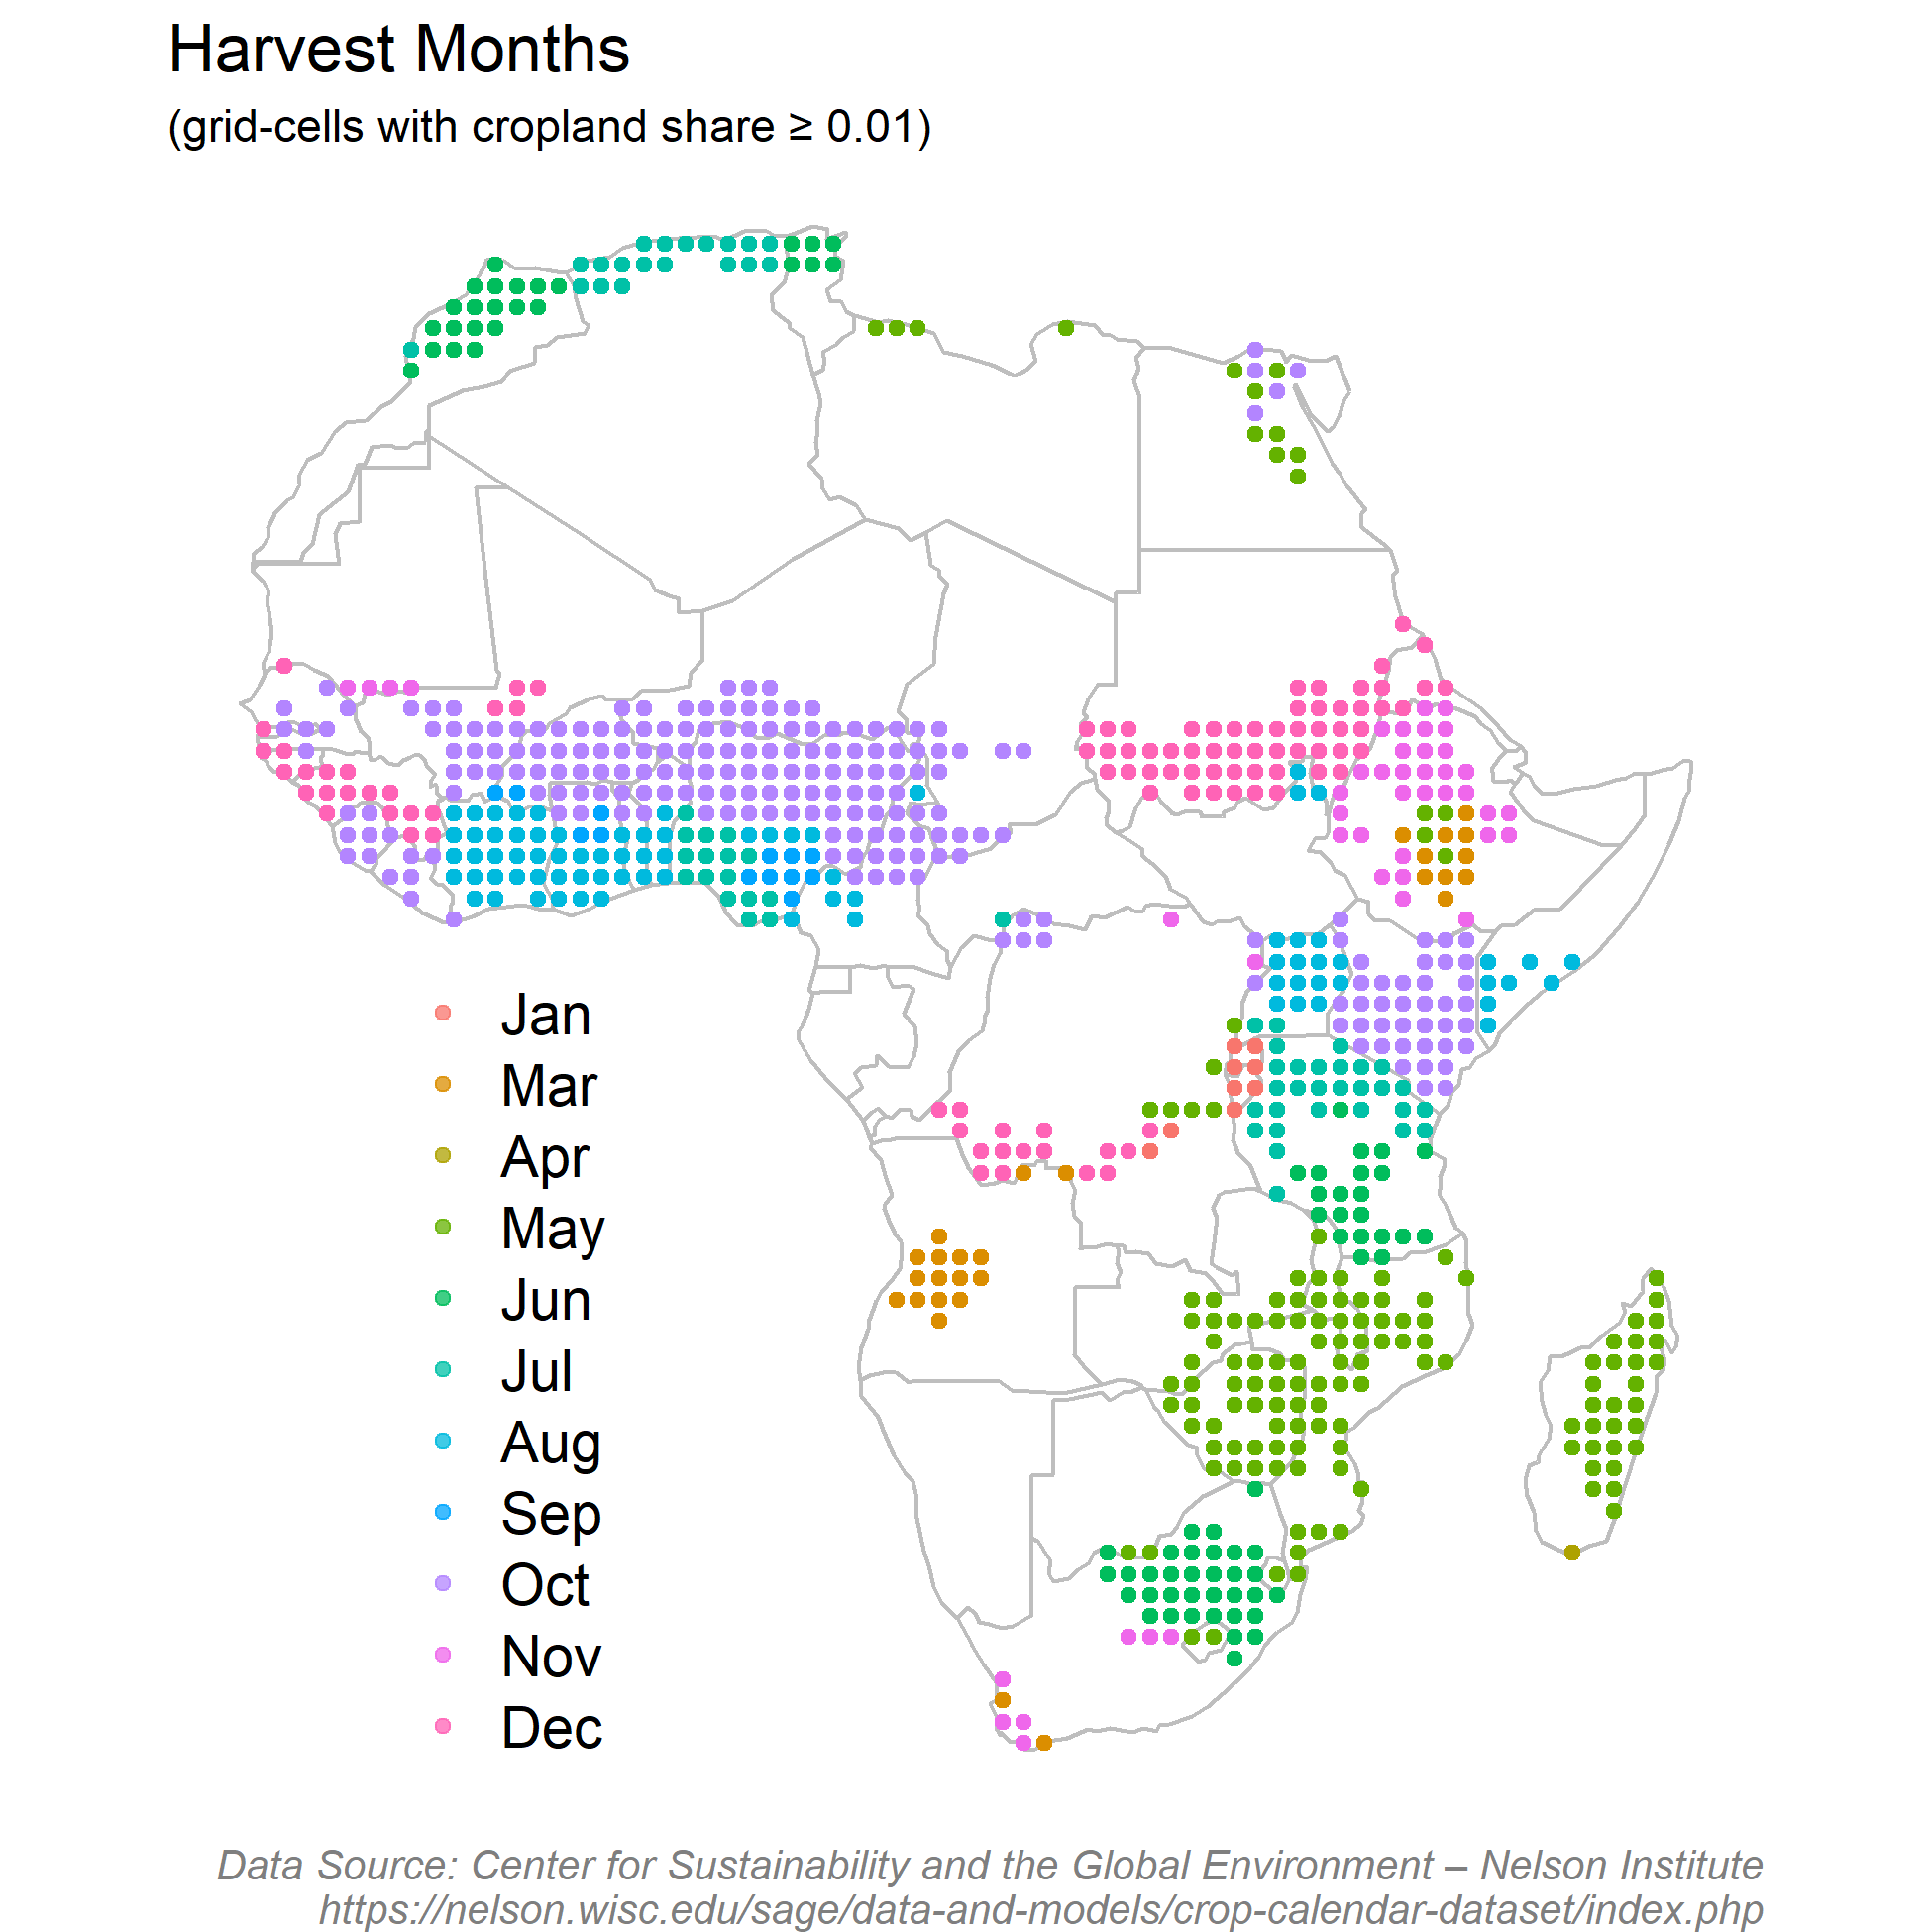 Harvest Months
(grid-cells with cropland share ≥ 0.01)
Jan
Mar
Apr
May
Jun
Jul
Aug
Sep
Oct
Nov
Dec
Data Source: Center for Sustainability and the Global Environment – Nelson Institute
https://nelson.wisc.edu/sage/data-and-models/crop-calendar-dataset/index.php